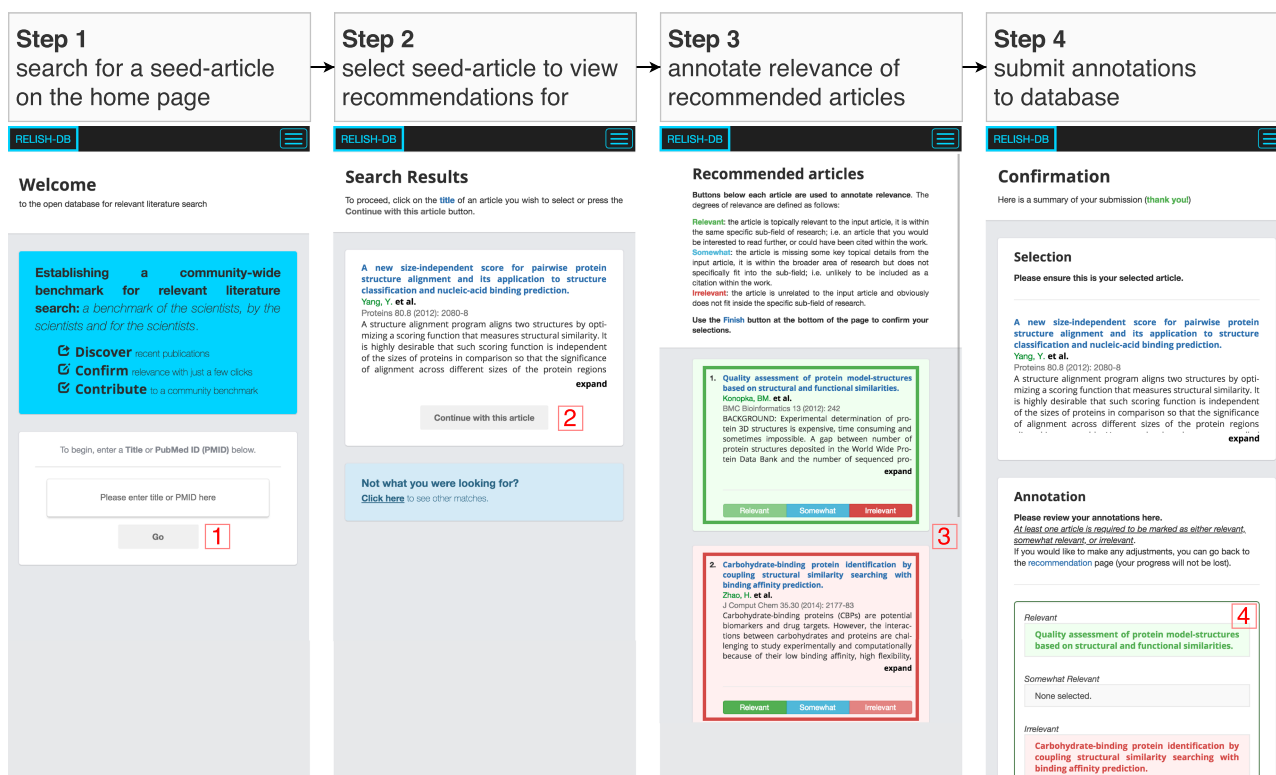 Step 1
search for a seed-article
on the home page
Step 2
select seed-article to view
recommendations for
Step 3
annotate relevance of
recommended articles
Step 4
submit annotations
to database
RELISH-DB
Welcome
to the open database for relevant literature search
Establishing a community-wide
benchmark for relevant literature
search: a benchmark of the scientists, by the
scientists and for the scientists.
Discover recent publications
Confirm relevance with just a few clicks
Contribute to a community benchmark
To begin, enter a Title or PubMed ID (PMID) below.
Please enter title or PMID here
Go
1
RELISH-DB
Search Results
To proceed, click on the title of an article you wish to select or press the
Continue with this article button.
A new size-independent score for pairwise protein
structure alignment and its application to structure
classification and nucleic-acid binding prediction.
Yang, Y. et al.
Proteins 80.8 (2012): 2080-8
A structure alignment program aligns two structures by opti-
mizing a scoring function that measures structural similarity. It
is highly desirable that such scoring function is independent
of the sizes of proteins in comparison so that the significance
of alignment across different sizes of the protein regions
expand
Continue with this article
2
Not what you were looking for?
Click here to see other matches.
RELISH-DB
Recommended articles
Buttons below each article are used to annotate relevance. The
degrees of relevance are defined as follows:
Relevant: the article is topically relevant to the input article, it is within
the same specific sub-field of research; i.e. an article that you would
be interested to read further, or could have been cited within the work.
Somewhat: the article is missing some key topical details from the
input article, it is within the broader area of research but does not
specifically fit into the sub-field; i.e. unlikely to be included as a
citation within the work.
Irrelevant: the article is unrelated to the input article and obviously
does not fit inside the specific sub-field of research.
Use the Finish button at the bottom of the page to confirm your
selections.
1. Quality assessment of protein model-structures
based on structural and functional similarities.
Konopka, BM. et al.
BMC Bioinformatics 13 (2012): 242
BACKGROUND: Experimental determination of pro-
tein 3D structures is expensive, time consuming and
sometimes impossible. A gap between number of
protein structures deposited in the World Wide Pro-
tein Data Bank and the number of sequenced pro-
expand
Relevant Somewhat Irrelevant
3
2. Carbohydrate-binding protein identification by
coupling structural similarity searching with
binding affinity prediction.
Zhao, H. et al.
J Comput Chem 35.30 (2014): 2177-83
Carbohydrate-binding proteins (CBPs) are potential
biomarkers and drug targets. However, the interac-
tions between carbohydrates and proteins are chal-
lenging to study experimentally and computationally
because of their low binding affinity, high flexibility,
expand
Relevant Somewhat Irrelevant
RELISH-DB
Confirmation
Here is a summary of your submission (thank you!)
Selection
Please ensure this is your selected article.
A new size-independent score for pairwise protein
structure alignment and its application to structure
classification and nucleic-acid binding prediction.
Yang, Y. et al.
Proteins 80.8 (2012): 2080-8
A structure alignment program aligns two structures by opti-
mizing a scoring function that measures structural similarity. It
is highly desirable that such scoring function is independent
of the sizes of proteins in comparison so that the significance
of alignment across different sizes of the protein regions
expand
Annotation
Please review your annotations here.
At least one article is required to be marked as either relevant,
somewhat relevant, or irrelevant.
If you would like to make any adjustments, you can go back to
the recommendation page (your progress will not be lost).
4
Relevant
Quality assessment of protein model-structures
based on structural and functional similarities.
Somewhat Relevant
None selected.
Irrelevant
Carbohydrate-binding protein identification by
coupling structural similarity searching with
binding affinity prediction.